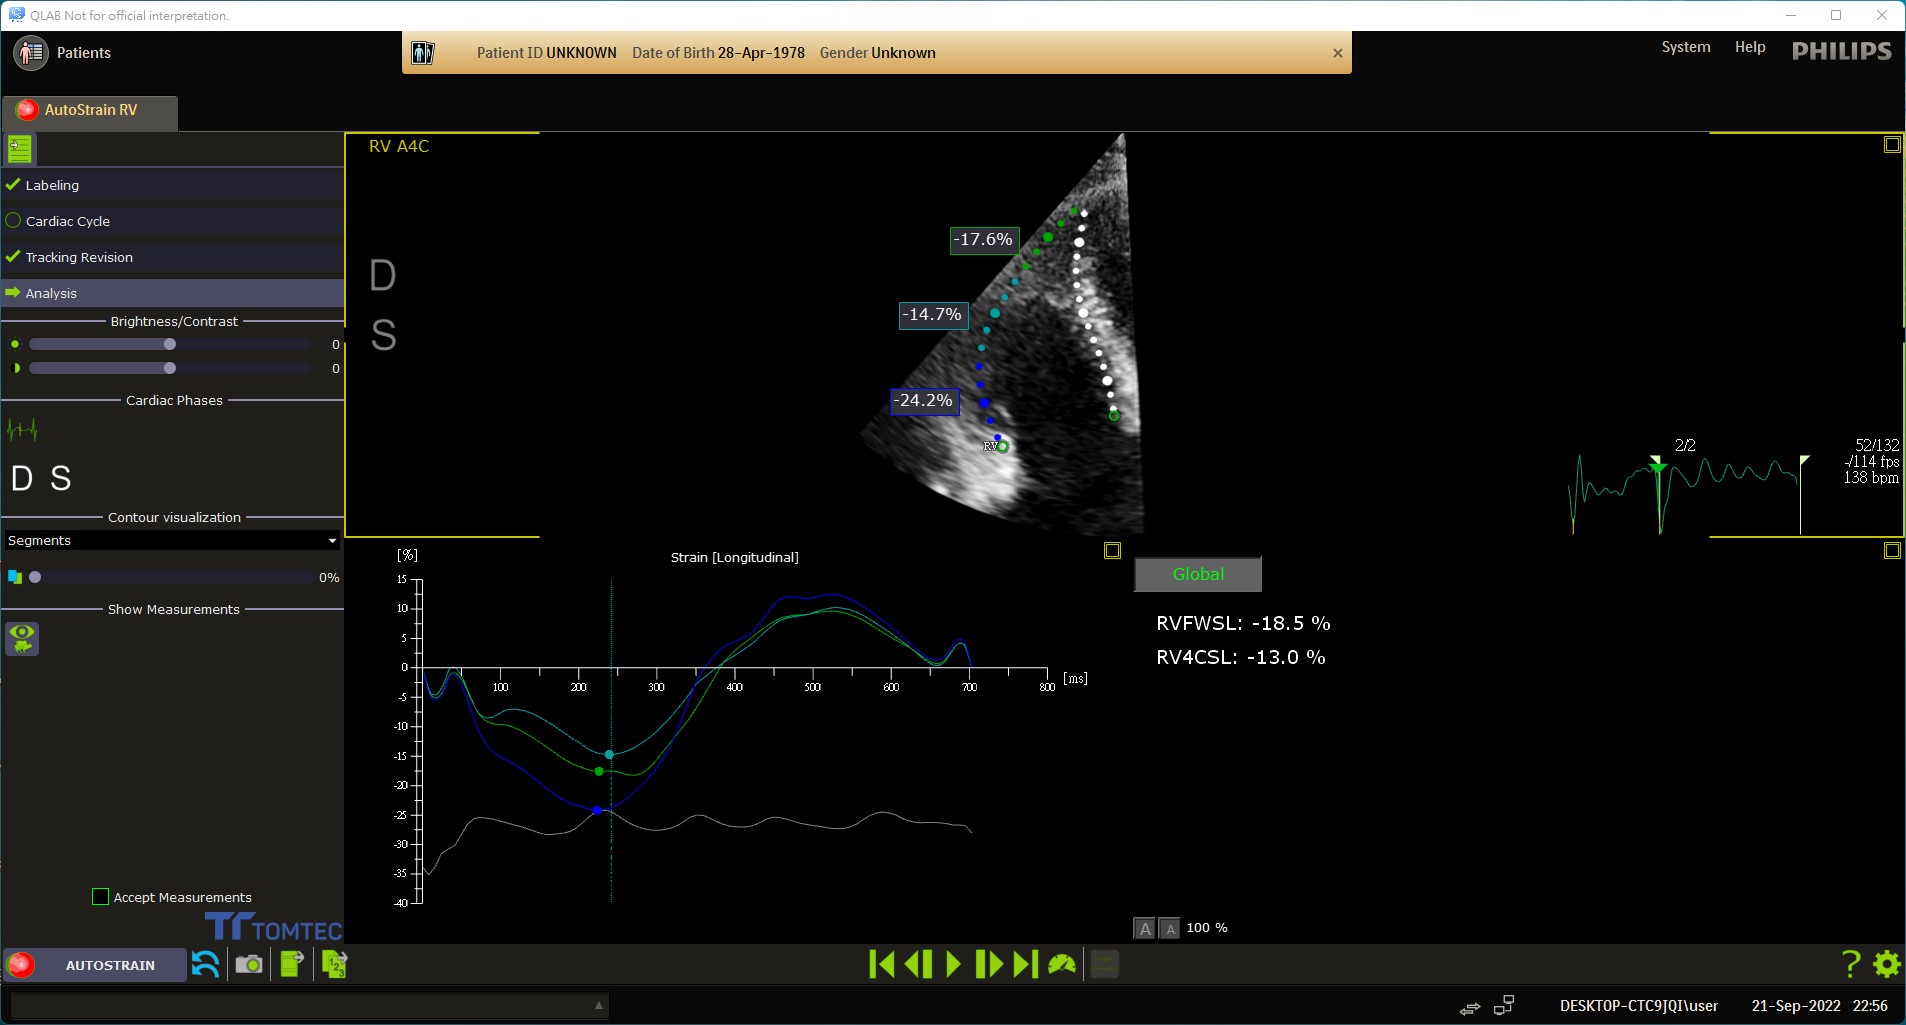 QLAB Not for official interpretation.
Patients
Patient ID UNKNOWN Date of Birth 28-Apr-1978 Gender Unknown
System Help PHILIPS
AutoStrain RV
Labeling
Cardiac Cycle
Tracking Revision
Analysis
Brightness/Contrast
0
0
Cardiac Phases
D S
Contour visualization
Segments
0%
Show Measurements
Accept Measurements
TOMTEC
RV A4C
D
S
-17.6%
-14.7%
-24.2%
RV
2/2
52/132
-/114 fps
138 bpm
[%] Strain [Longitudinal]
15
10
5
0
-5
-10
-15
-20
-25
-30
-35
-40
100 200 300 400 500 600 700 800 [ms]
Global
RVFWSL: -18.5 %
RV4CSL: -13.0 %
A A 100 %
AUTOSTRAIN
1 2 3
?
DESKTOP-CTC9JQI\user 21-Sep-2022 22:56